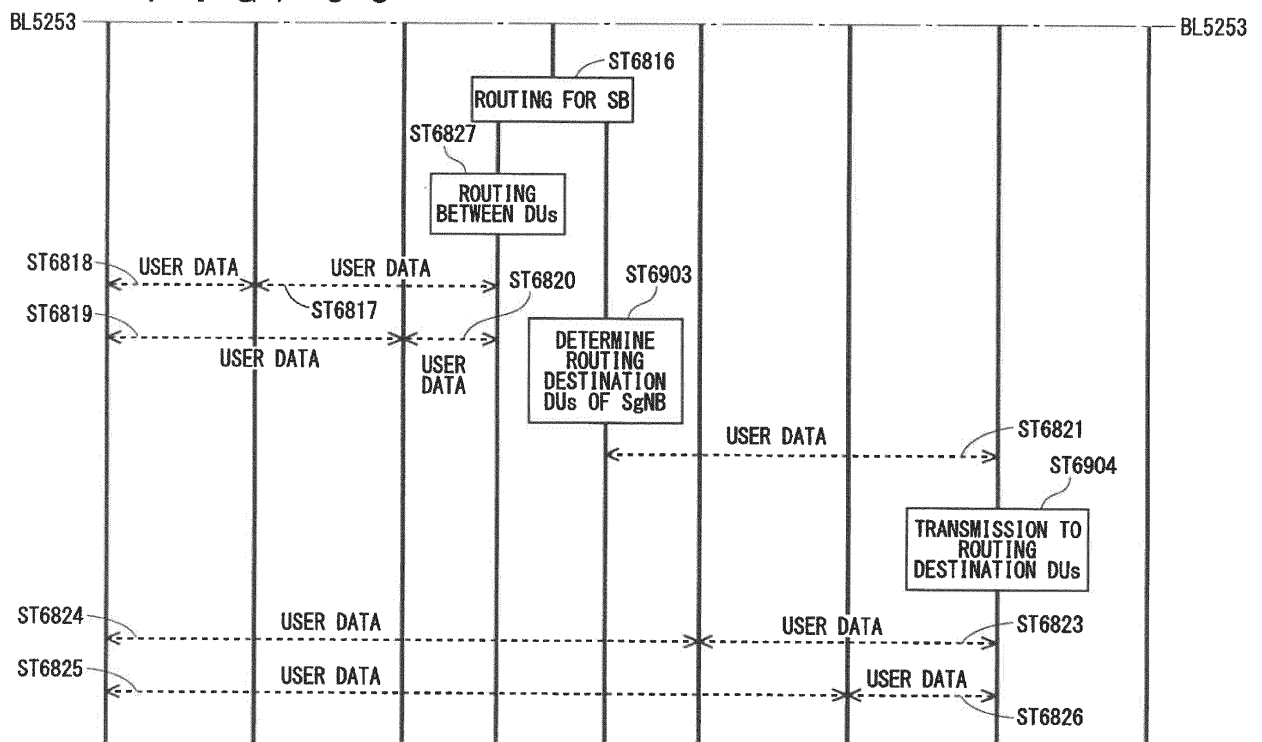 BL5253
BL5253
ST6816
ROUTING FOR SB
ST6827
ROUTING
BETWEEN DUs
ST6818
USER DATA
USER DATA
ST6820
ST6903
ST6819
ST6817
USER DATA
USER
DATA
DETERMINE
ROUTING
DESTINATION
DUs OF SgNB
USER DATA
ST6821
ST6904
TRANSMISSION TO
ROUTING
DESTINATION DUs
ST6824
USER DATA
USER DATA
ST6823
ST6825
USER DATA
USER DATA
ST6826